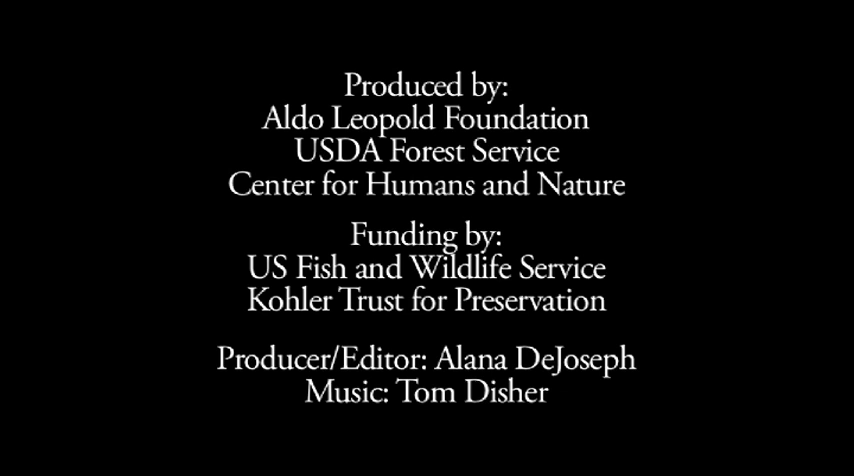 Produced by:
Aldo Leopold Foundation
USDA Forest Service
Center for Humans and Nature
Funding by:
US Fish and Wildlife Service
Kohler Trust for Preservation
Producer/Editor: Alana DeJoseph
Music: Tom Disher